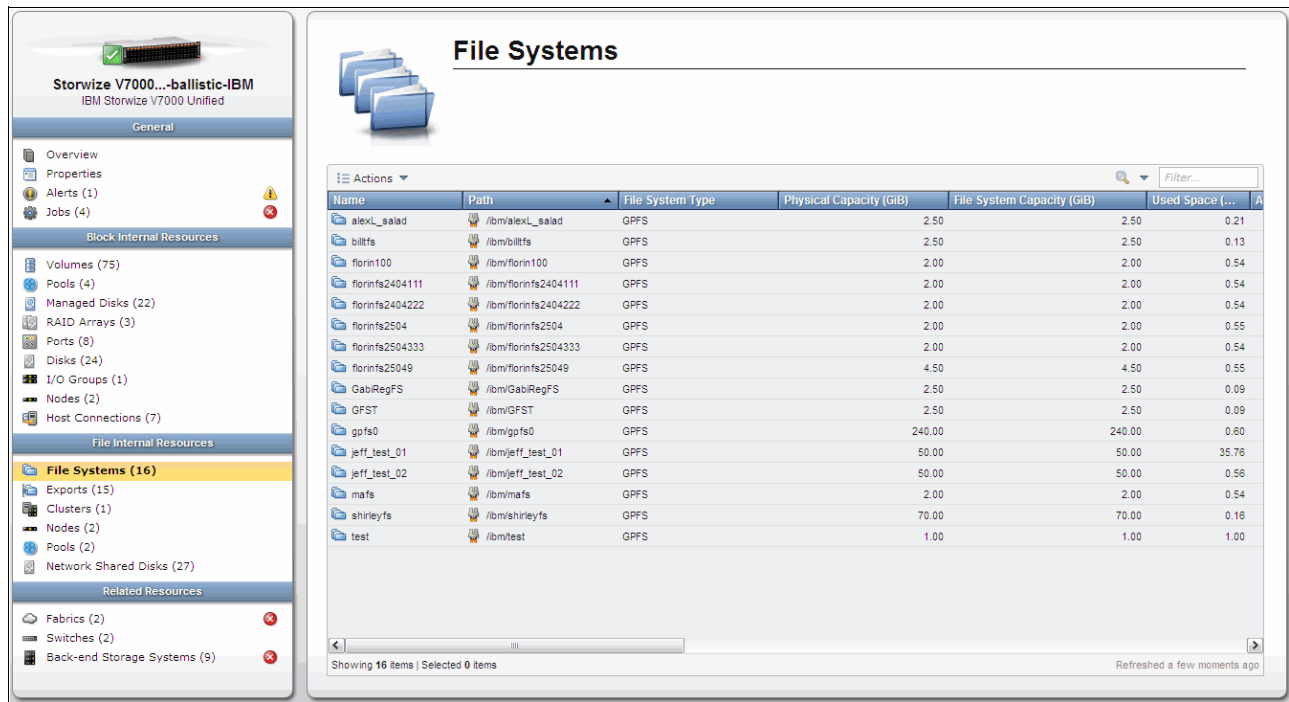 Storwize V7000...-ballistic-IBM
IBM Storwize V7000 Unified
General
Overview
Properties
Alerts (1)
Jobs (4)
Block Internal Resources
Volumes (75)
Pools (4)
Managed Disks (22)
RAID Arrays (3)
Ports (8)
Disks (24)
I/O Groups (1)
Nodes (2)
Host Connections (7)
File Internal Resources
File Systems (16)
Exports (15)
Clusters (1)
Nodes (2)
Pools (2)
Network Shared Disks (27)
Related Resources
Fabrics (2)
Switches (2)
Back-end Storage Systems (9)
File Systems
Actions Filter...
Name Path File System Type Physical Capacity (GiB) File System Capacity (GiB) Used Space (... A
alexL_salad /ibm/alexL_salad GPFS 2.50 2.50 0.21
billtfs /ibm/billtfs GPFS 2.50 2.50 0.13
florin100 /ibm/florin100 GPFS 2.00 2.00 0.54
florinfs2404111 /ibm/florinfs2404111 GPFS 2.00 2.00 0.54
florinfs2404222 /ibm/florinfs2404222 GPFS 2.00 2.00 0.54
florinfs2504 /ibm/florinfs2504 GPFS 2.00 2.00 0.55
florinfs2504333 /ibm/florinfs2504333 GPFS 2.00 2.00 0.54
florinfs25049 /ibm/florinfs25049 GPFS 4.50 4.50 0.55
GabiRegFS /ibm/GabiRegFS GPFS 2.50 2.50 0.09
GFST /ibm/GFST GPFS 2.50 2.50 0.09
gpfs0 /ibm/gpfs0 GPFS 240.00 240.00 0.60
jeff_test_01 /ibm/jeff_test_01 GPFS 50.00 50.00 35.76
jeff_test_02 /ibm/jeff_test_02 GPFS 50.00 50.00 0.56
mafs /ibm/mafs GPFS 2.00 2.00 0.54
shirleyfs /ibm/shirleyfs GPFS 70.00 70.00 0.16
test /ibm/test GPFS 1.00 1.00 1.00
Showing 16 items | Selected 0 items Refreshed a few moments ago